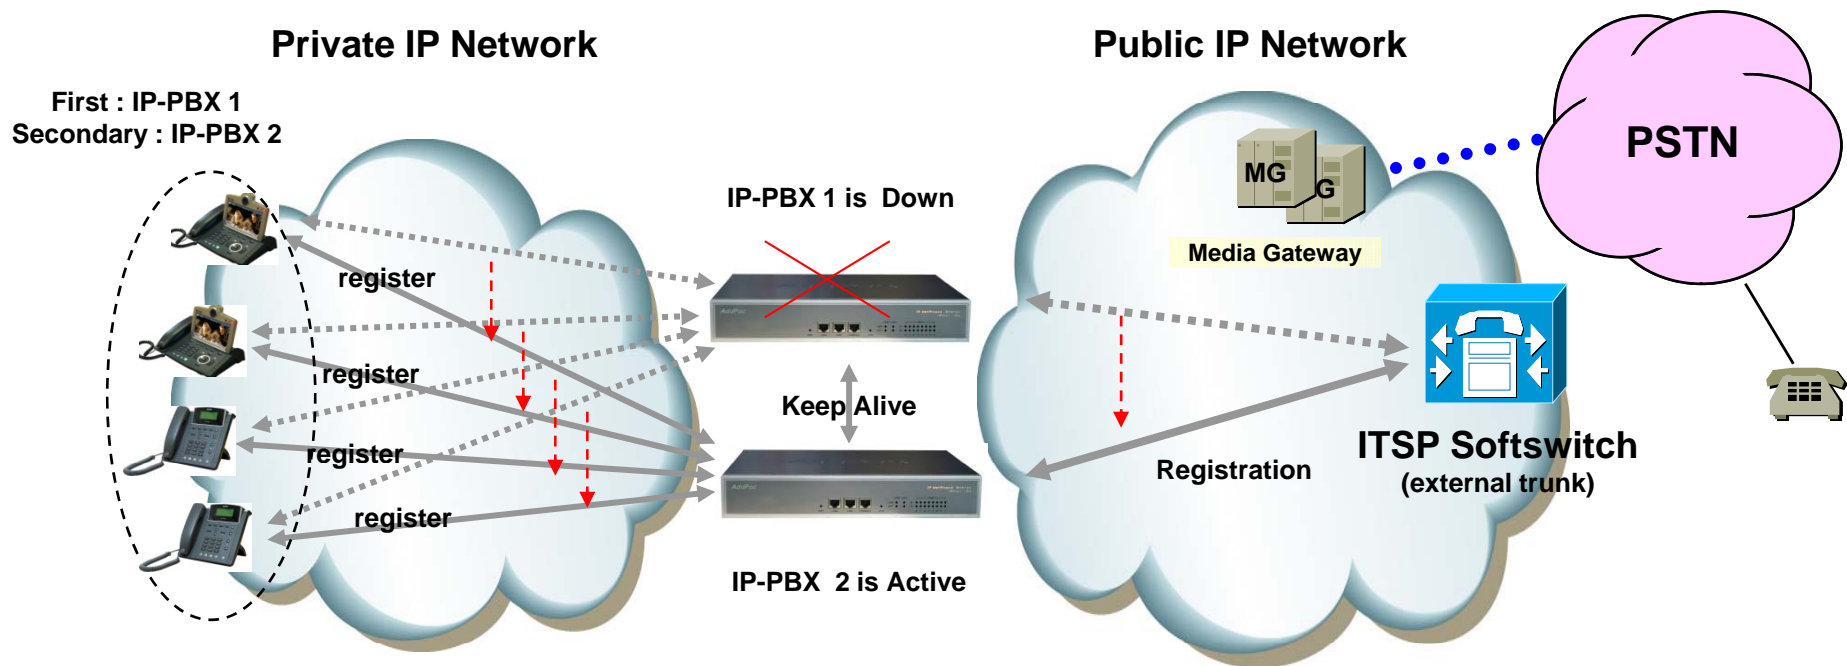 Private IP Network
Public IP Network
First : IP-PBX 1
Secondary : IP-PBX 2
PSTN
MG
G
IP-PBX 1 is Down
Media Gateway
register
AddPac
register
Keep Alive
ITSP Softswitch
(external trunk)
register
Registration
AddPac
register
IP-PBX 2 is Active